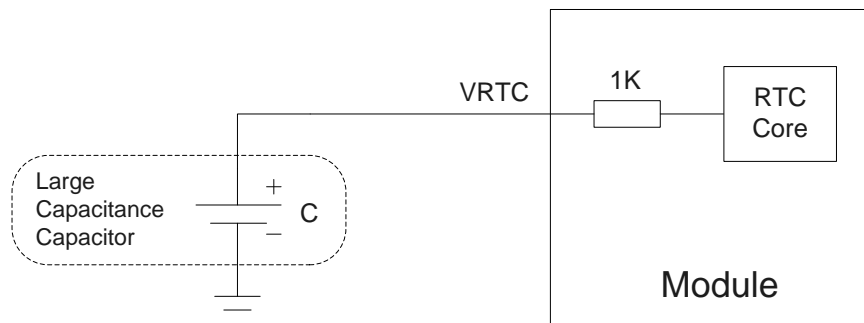 VRTC
1K
RTC
Core
Large
Capacitance
Capacitor
+
C
−
Module